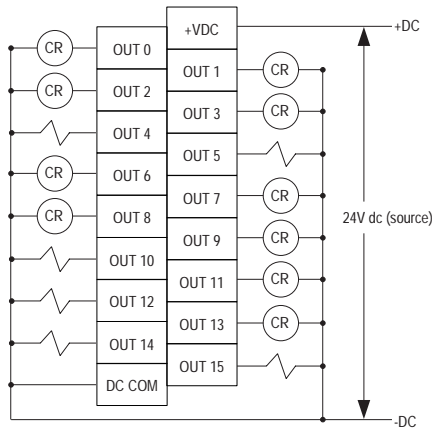 +VDC
+DC
CR
OUT 0
OUT 1
CR
CR
OUT 2
OUT 3
CR
OUT 4
OUT 5
CR
OUT 6
OUT 7
CR
CR
OUT 8
24V dc (source)
OUT 9
CR
OUT 10
OUT 11
CR
OUT 12
OUT 13
CR
OUT 14
OUT 15
DC COM
-DC